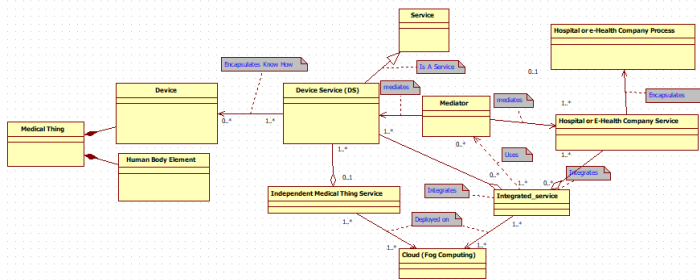 Service
Hospital or e-Health Company Process
Encapsulates Know How
Is A Service
0..1
Device
Device Service (DS)
mediates
Mediator
mediates
Encapsulates
1..*
0..*
1..*
Hospital or E-Health Company Service
Medical Thing
1..*
1..*
0..*
1..*
Human Body Element
Uses
0..1
0..*
1..*
0..*
Integrates
Independent Medical Thing Service
Integrates
Integrated_service
1..*
Deployed on
1..*
1..*
1..*
Cloud (Fog Computing)